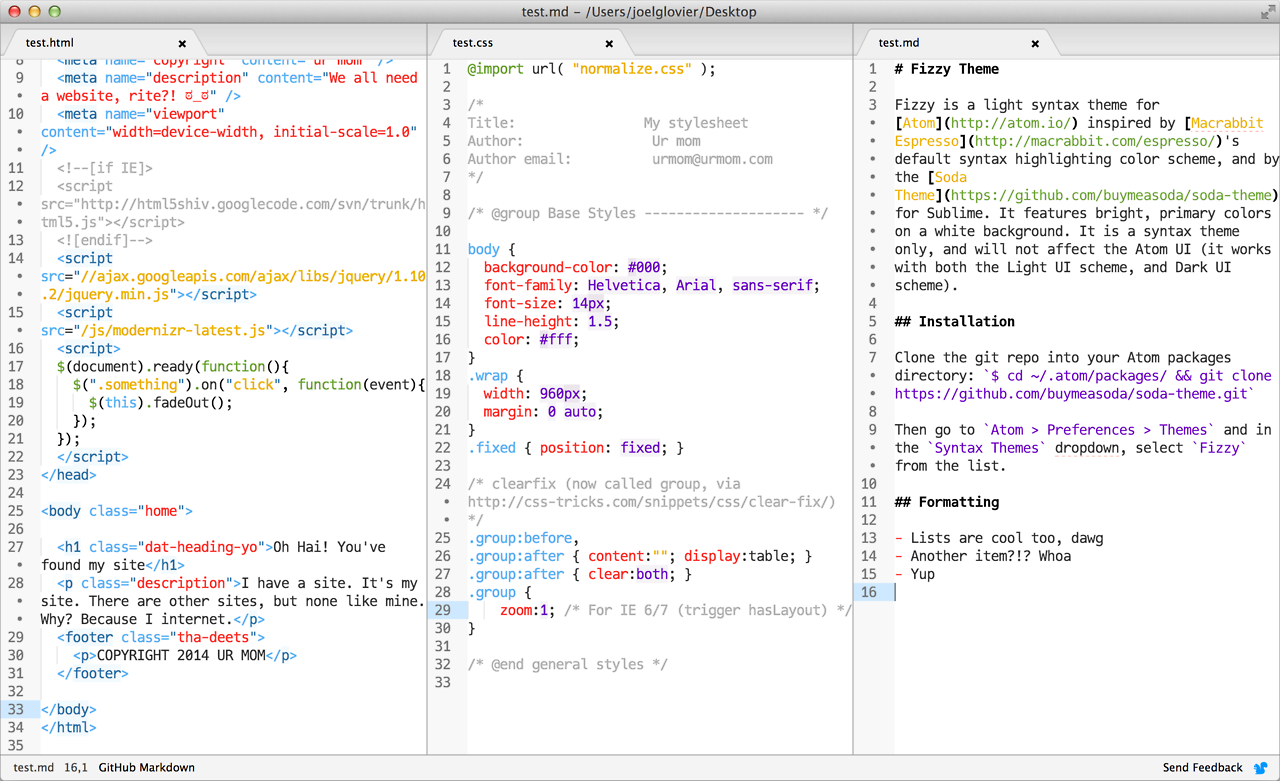 test.md – /Users/joelglovier/Desktop
test.html
8 <meta name="copyright" content="ur mom" />
9 <meta name="description" content="We all need
• a website, rite?! ಠ_ಠ" />
10 <meta name="viewport"
• content="width=device-width, initial-scale=1.0"
• />
11 <!--[if IE]>
12 <script
• src="http://html5shiv.googlecode.com/svn/trunk/h
• tml5.js"></script>
13 <![endif]-->
14 <script
• src="//ajax.googleapis.com/ajax/libs/jquery/1.10
• .2/jquery.min.js"></script>
15 <script
• src="/js/modernizr-latest.js"></script>
16 <script>
17 $(document).ready(function(){
18 $(".something").on("click", function(event){
19 $(this).fadeOut();
20 });
21 });
22 </script>
23 </head>
24
25 <body class="home">
26
27 <h1 class="dat-heading-yo">Oh Hai! You've
• found my site</h1>
28 <p class="description">I have a site. It's my
• site. There are other sites, but none like mine.
• Why? Because I internet.</p>
29 <footer class="tha-deets">
30 <p>COPYRIGHT 2014 UR MOM</p>
31 </footer>
32
33 </body>
34 </html>
35
test.css
1 @import url( "normalize.css" );
2
3 /*
4 Title: My stylesheet
5 Author: Ur mom
6 Author email: urmom@urmom.com
7 */
8
9 /* @group Base Styles -------------------- */
10
11 body {
12 background-color: #000;
13 font-family: Helvetica, Arial, sans-serif;
14 font-size: 14px;
15 line-height: 1.5;
16 color: #fff;
17 }
18 .wrap {
19 width: 960px;
20 margin: 0 auto;
21 }
22 .fixed { position: fixed; }
23
24 /* clearfix (now called group, via
• http://css-tricks.com/snippets/css/clear-fix/)
• */
25 .group:before,
26 .group:after { content:""; display:table; }
27 .group:after { clear:both; }
28 .group {
29 zoom:1; /* For IE 6/7 (trigger hasLayout) */
30 }
31
32 /* @end general styles */
33
test.md
1 # Fizzy Theme
2
3 Fizzy is a light syntax theme for
• [Atom](http://atom.io/) inspired by [Macrabbit
• Espresso](http://macrabbit.com/espresso/)'s
• default syntax highlighting color scheme, and by
• the [Soda
• Theme](https://github.com/buymeasoda/soda-theme)
• for Sublime. It features bright, primary colors
• on a white background. It is a syntax theme
• only, and will not affect the Atom UI (it works
• with both the Light UI scheme, and Dark UI
• scheme).
4
5 ## Installation
6
7 Clone the git repo into your Atom packages
• directory: `$ cd ~/.atom/packages/ && git clone
• https://github.com/buymeasoda/soda-theme.git`
8
9 Then go to `Atom > Preferences > Themes` and in
• the `Syntax Themes` dropdown, select `Fizzy`
• from the list.
10
11 ## Formatting
12
13 - Lists are cool too, dawg
14 - Another item?!? Whoa
15 - Yup
16
test.md 16,1 GitHub Markdown
Send Feedback